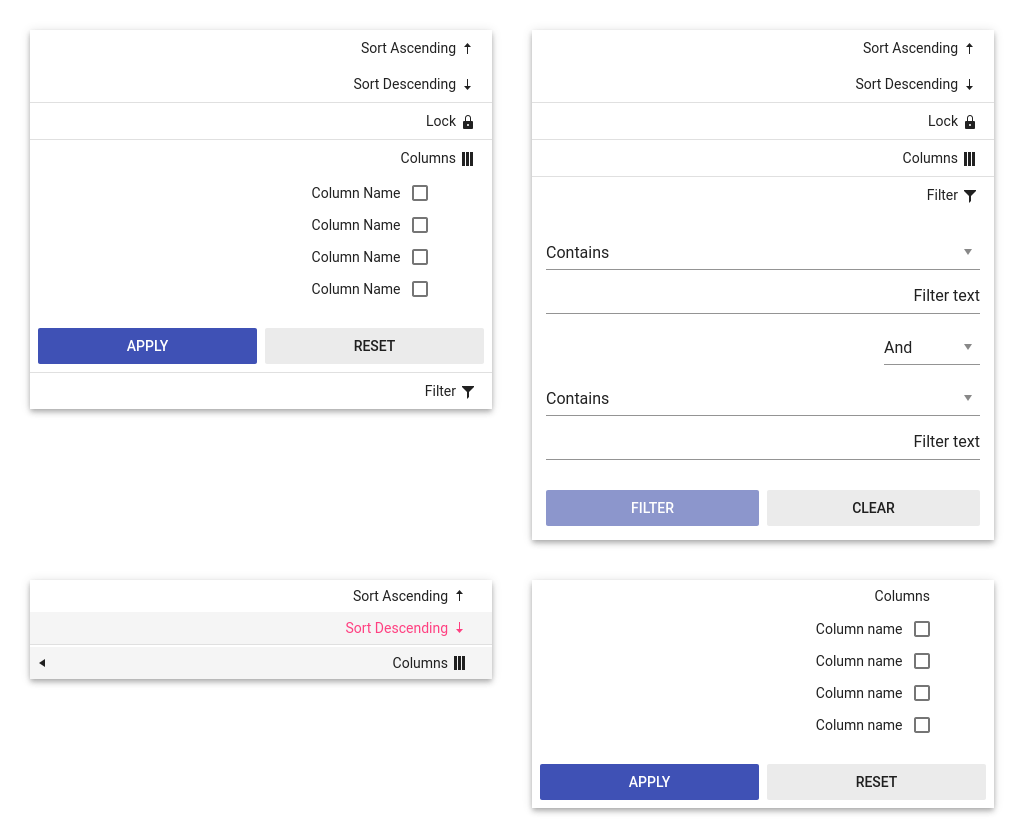 Sort Ascending
Sort Descending
Lock
Columns
Column Name
Column Name
Column Name
Column Name
APPLY RESET
Filter
Sort Ascending
Sort Descending
Lock
Columns
Filter
Contains
Filter text
And
Contains
Filter text
FILTER CLEAR
Sort Ascending
Sort Descending
Columns
Columns
Column name
Column name
Column name
Column name
APPLY RESET